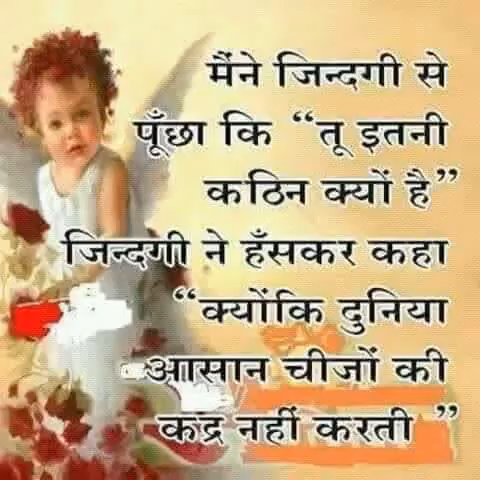 मैंने जिन्दगी से
पूँछा कि “तू इतनी
कठिन क्यों है”
जिन्दगी ने हँसकर कहा
“क्योंकि दुनिया
आसान चीजों की
कद्र नहीं करती ”